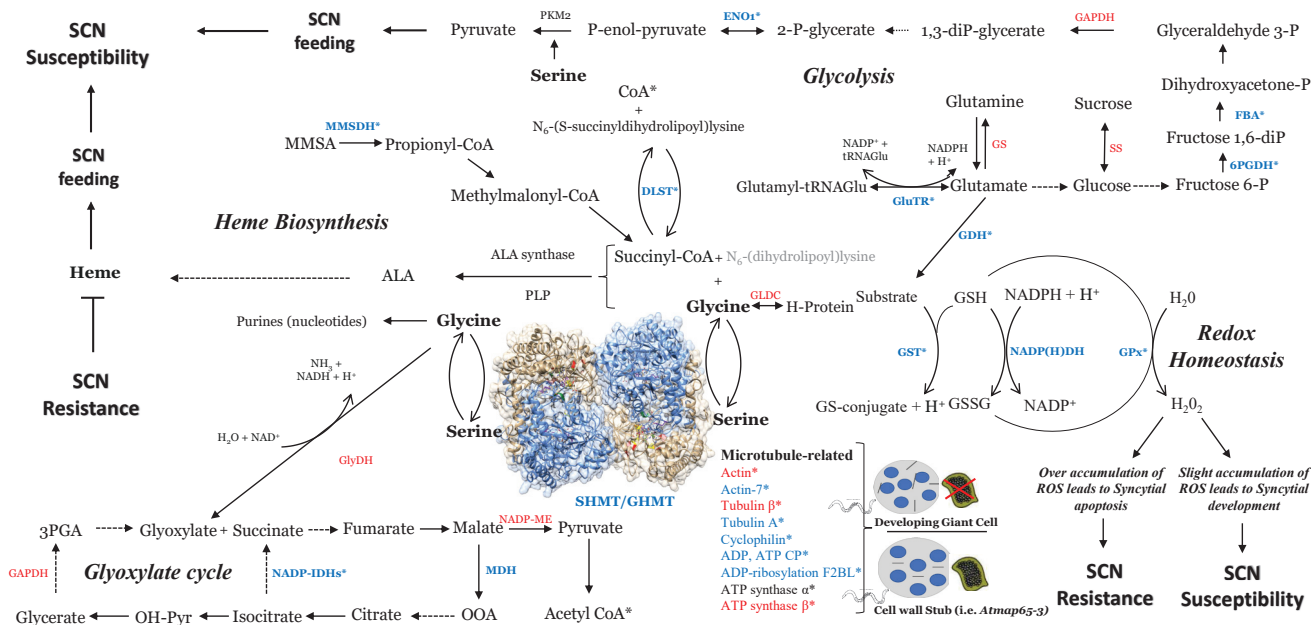 SCN
Susceptibility
SCN
feeding
Pyruvate
PKM2
P-enol-pyruvate
ENO1*
2-P-glycerate
1,3-diP-glycerate
GAPDH
Glyceraldehyde 3-P
Serine
Glycolysis
Dihydroxyacetone-P
FBA*
Fructose 1,6-diP
6PGDH*
Fructose 6-P
CoA*
+
N₆-(S-succinyldihydrolipoyl)lysine
Glutamine
Sucrose
GS
SS
MMSA
MMSDH*
Propionyl-CoA
Methylmalonyl-CoA
DLST*
NADP⁺ +
tRNAGlu
NADPH
+ H⁺
Glutamyl-tRNAGlu
GluTR*
Glutamate
Glucose
SCN
feeding
Heme Biosynthesis
GDH*
Heme
ALA
ALA synthase
PLP
Succinyl-CoA + N₆-(dihydrolipoyl)lysine
+
Glycine
GLDC
H-Protein
Substrate
GSH
NADPH + H⁺
H20
Redox
Homeostasis
GST*
NADP(H)DH
GPx*
GS-conjugate + H⁺
GSSG
NADP⁺
H₂O₂
Purines (nucleotides)
Glycine
NH₃ +
NADH + H⁺
SCN
Resistance
Serine
Serine
H₂O + NAD⁺
GlyDH
SHMT/GHMT
Microtubule-related
Actin*
Actin-7*
Tubulin β*
Tubulin A*
Cyclophilin*
ADP, ATP CP*
ADP-ribosylation F2BL*
ATP synthase α*
ATP synthase β*
Developing Giant Cell
Cell wall Stub (i.e. Atmap65-3)
Over accumulation of
ROS leads to Syncytial
apoptosis
Slight accumulation of
ROS leads to Syncytial
development
SCN
Resistance
SCN
Susceptibility
3PGA
Glyoxylate + Succinate
Fumarate
Malate
NADP-ME
Pyruvate
GAPDH
Glyoxylate cycle
NADP-IDHs*
MDH
Glycerate
OH-Pyr
Isocitrate
Citrate
OOA
Acetyl CoA*